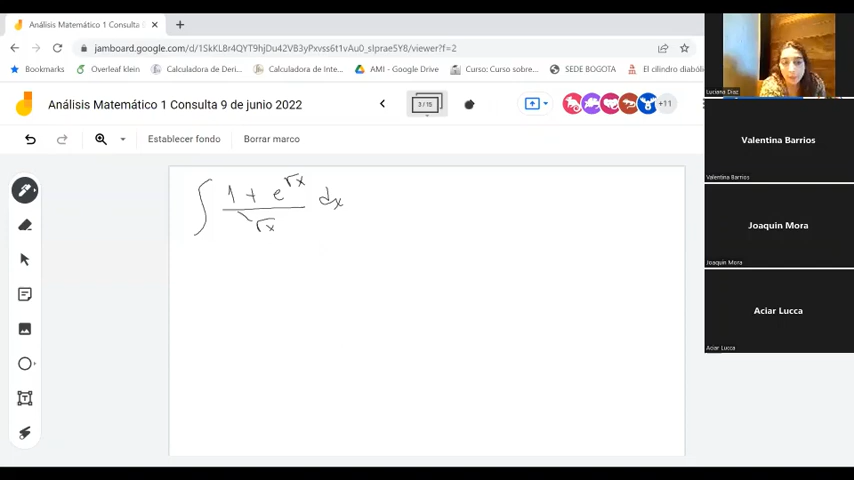 Análisis Matemático 1 Consulta 9
jamboard.google.com/d/1SkKL8r4QYT9hjDu42VB3yPxvss6t1vAu0_sIprae5Y8/viewer?f=2
Bookmarks Overleaf klein Calculadora de Deri... Calculadora de Inte... AMI - Google Drive Curso: Curso sobre... SEDE BOGOTA El cilindro diaból
Análisis Matemático 1 Consulta 9 de junio 2022
3 / 15
+11
Establecer fondo Borrar marco
∫ (1 + e^√x)/√x dx
Luciana Diaz
Valentina Barrios
Valentina Barrios
Joaquin Mora
Joaquin Mora
Aciar Lucca
Aciar Lucca